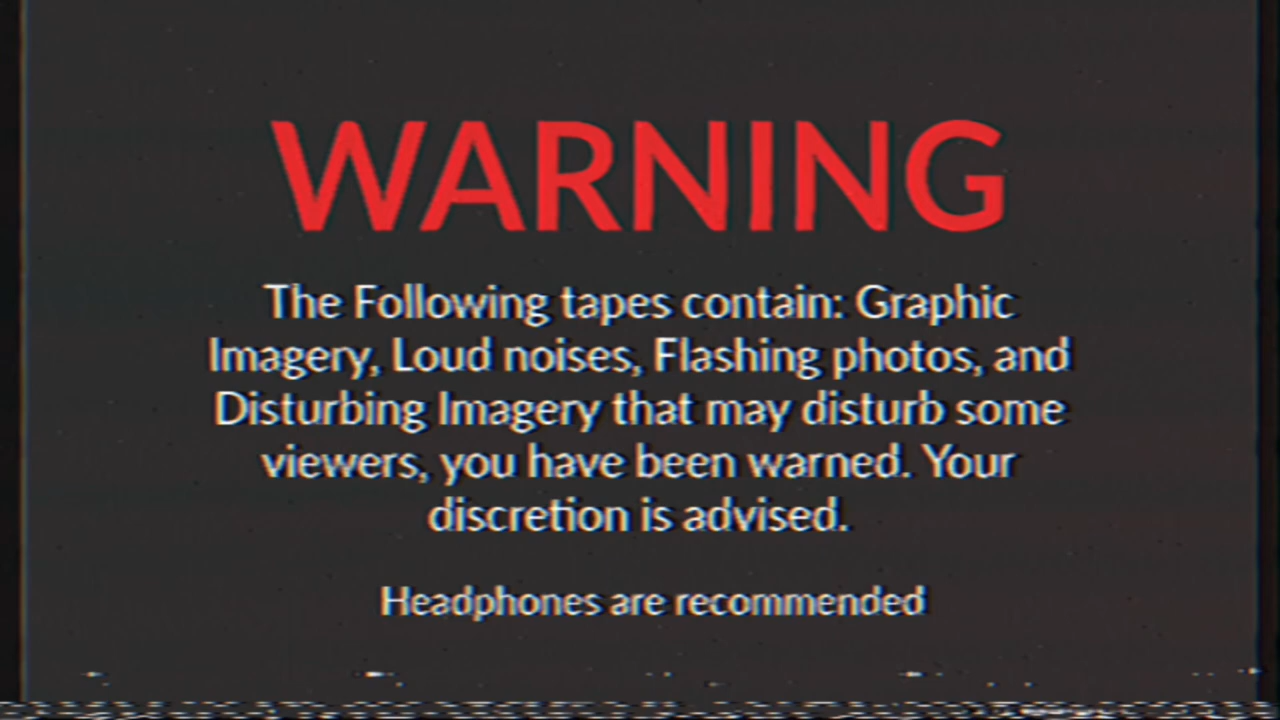 WARNING
The Following tapes contain: Graphic
Imagery, Loud noises, Flashing photos, and
Disturbing Imagery that may disturb some
viewers, you have been warned. Your
discretion is advised.
Headphones are recommended